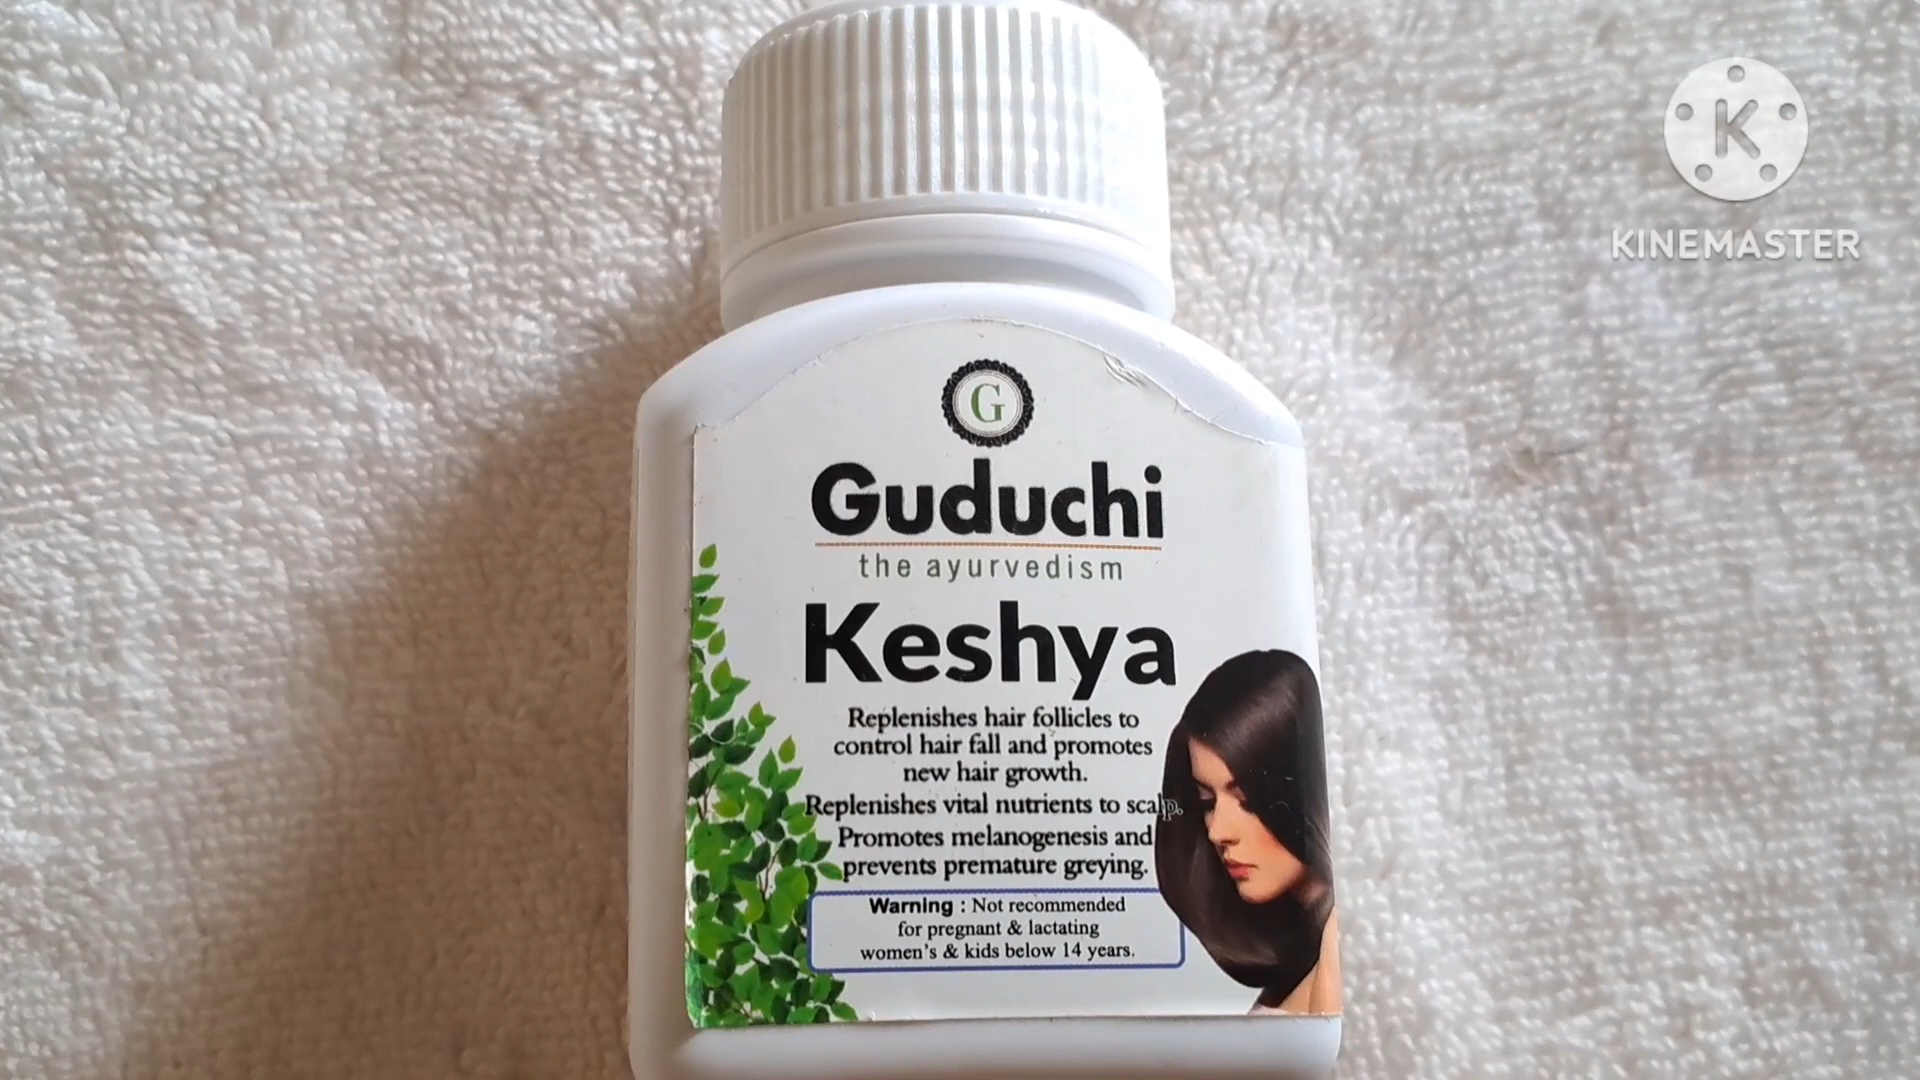 K
KINEMASTER
G
Guduchi
the ayurvedism
Keshya
Replenishes hair follicles to
control hair fall and promotes
new hair growth.
Replenishes vital nutrients to scalp.
Promotes melanogenesis and
prevents premature greying.
Warning : Not recommended
for pregnant & lactating
women's & kids below 14 years.